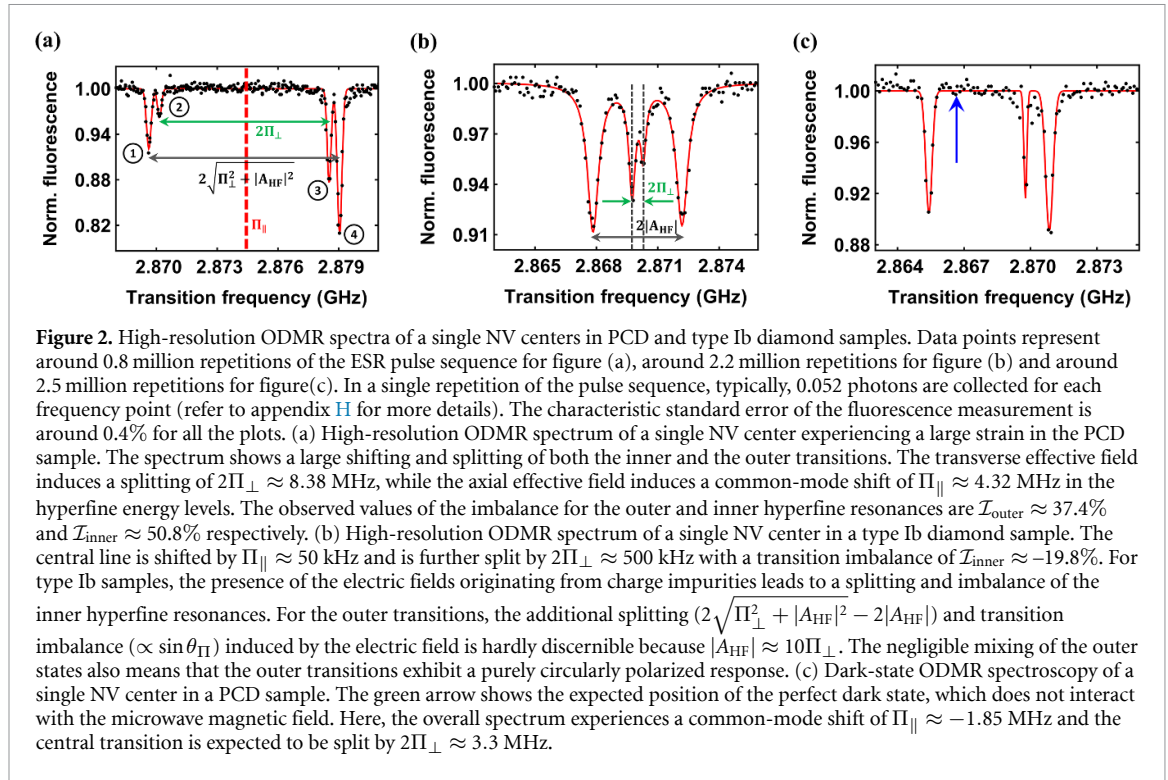 (a)
(b)
(c)
Norm. fluorescence
1.00
0.94
0.88
0.82
①
②
③
④
2Π⊥
2√Π⊥² + |A_HF|²
Π∥
2.870 2.873 2.876 2.879
Transition frequency (GHz)
Norm. fluorescence
1.00
0.97
0.94
0.91
2Π⊥
2|A_HF|
2.865 2.868 2.871 2.874
Transition frequency (GHz)
Norm. fluorescence
1.00
0.96
0.92
0.88
2.864 2.867 2.870 2.873
Transition frequency (GHz)
Figure 2. High-resolution ODMR spectra of a single NV centers in PCD and type Ib diamond samples. Data points represent
around 0.8 million repetitions of the ESR pulse sequence for figure (a), around 2.2 million repetitions for figure (b) and around
2.5 million repetitions for figure(c). In a single repetition of the pulse sequence, typically, 0.052 photons are collected for each
frequency point (refer to appendix H for more details). The characteristic standard error of the fluorescence measurement is
around 0.4% for all the plots. (a) High-resolution ODMR spectrum of a single NV center experiencing a large strain in the PCD
sample. The spectrum shows a large shifting and splitting of both the inner and the outer transitions. The transverse effective field
induces a splitting of 2Π⊥ ≈ 8.38 MHz, while the axial effective field induces a common-mode shift of Π∥ ≈ 4.32 MHz in the
hyperfine energy levels. The observed values of the imbalance for the outer and inner hyperfine resonances are 𝓘_outer ≈ 37.4%
and 𝓘_inner ≈ 50.8% respectively. (b) High-resolution ODMR spectrum of a single NV center in a type Ib diamond sample. The
central line is shifted by Π∥ ≈ 50 kHz and is further split by 2Π⊥ ≈ 500 kHz with a transition imbalance of 𝓘_inner ≈ –19.8%. For
type Ib samples, the presence of the electric fields originating from charge impurities leads to a splitting and imbalance of the
inner hyperfine resonances. For the outer transitions, the additional splitting (2√Π⊥² + |A_HF|² − 2|A_HF|) and transition
imbalance (∝ sin θ_Π) induced by the electric field is hardly discernible because |A_HF| ≈ 10Π⊥. The negligible mixing of the outer
states also means that the outer transitions exhibit a purely circularly polarized response. (c) Dark-state ODMR spectroscopy of a
single NV center in a PCD sample. The green arrow shows the expected position of the perfect dark state, which does not interact
with the microwave magnetic field. Here, the overall spectrum experiences a common-mode shift of Π∥ ≈ −1.85 MHz and the
central transition is expected to be split by 2Π⊥ ≈ 3.3 MHz.